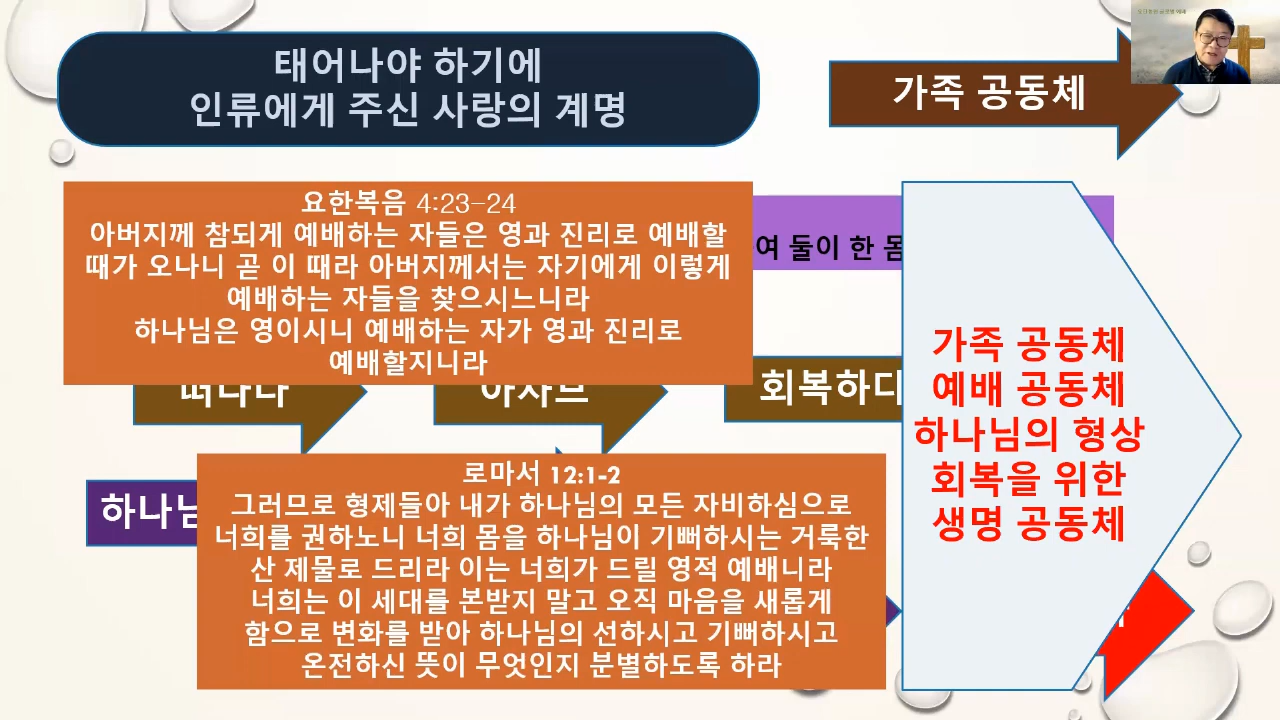 태어나야 하기에
인류에게 주신 사랑의 계명
가족 공동체
요한복음 4:23-24
아버지께 참되게 예배하는 자들은 영과 진리로 예배할
때가 오나니 곧 이 때라 아버지께서는 자기에게 이렇게
예배하는 자들을 찾으시느니라
하나님은 영이시니 예배하는 자가 영과 진리로
예배할지니라
여 둘이 한 몸
떠나다
아자브
회복하다
가족 공동체
예배 공동체
하나님의 형상
회복을 위한
생명 공동체
하나님
로마서 12:1-2
그러므로 형제들아 내가 하나님의 모든 자비하심으로
너희를 권하노니 너희 몸을 하나님이 기뻐하시는 거룩한
산 제물로 드리라 이는 너희가 드릴 영적 예배니라
너희는 이 세대를 본받지 말고 오직 마음을 새롭게
함으로 변화를 받아 하나님의 선하시고 기뻐하시고
온전하신 뜻이 무엇인지 분별하도록 하라